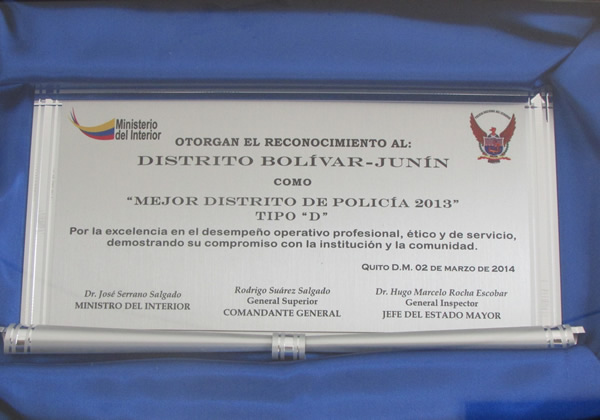 Ministerio
del Interior
OTORGAN EL RECONOCIMIENTO AL:
DISTRITO BOLÍVAR-JUNÍN
COMO
"MEJOR DISTRITO DE POLICÍA 2013"
TIPO "D"
Por la excelencia en el desempeño operativo profesional, ético y de servicio,
demostrando su compromiso con la institución y la comunidad.
QUITO D.M. 02 DE MARZO DE 2014
Dr. José Serrano Salgado
MINISTRO DEL INTERIOR
Rodrigo Suárez Salgado
General Superior
COMANDANTE GENERAL
Dr. Hugo Marcelo Rocha Escobar
General Inspector
JEFE DEL ESTADO MAYOR